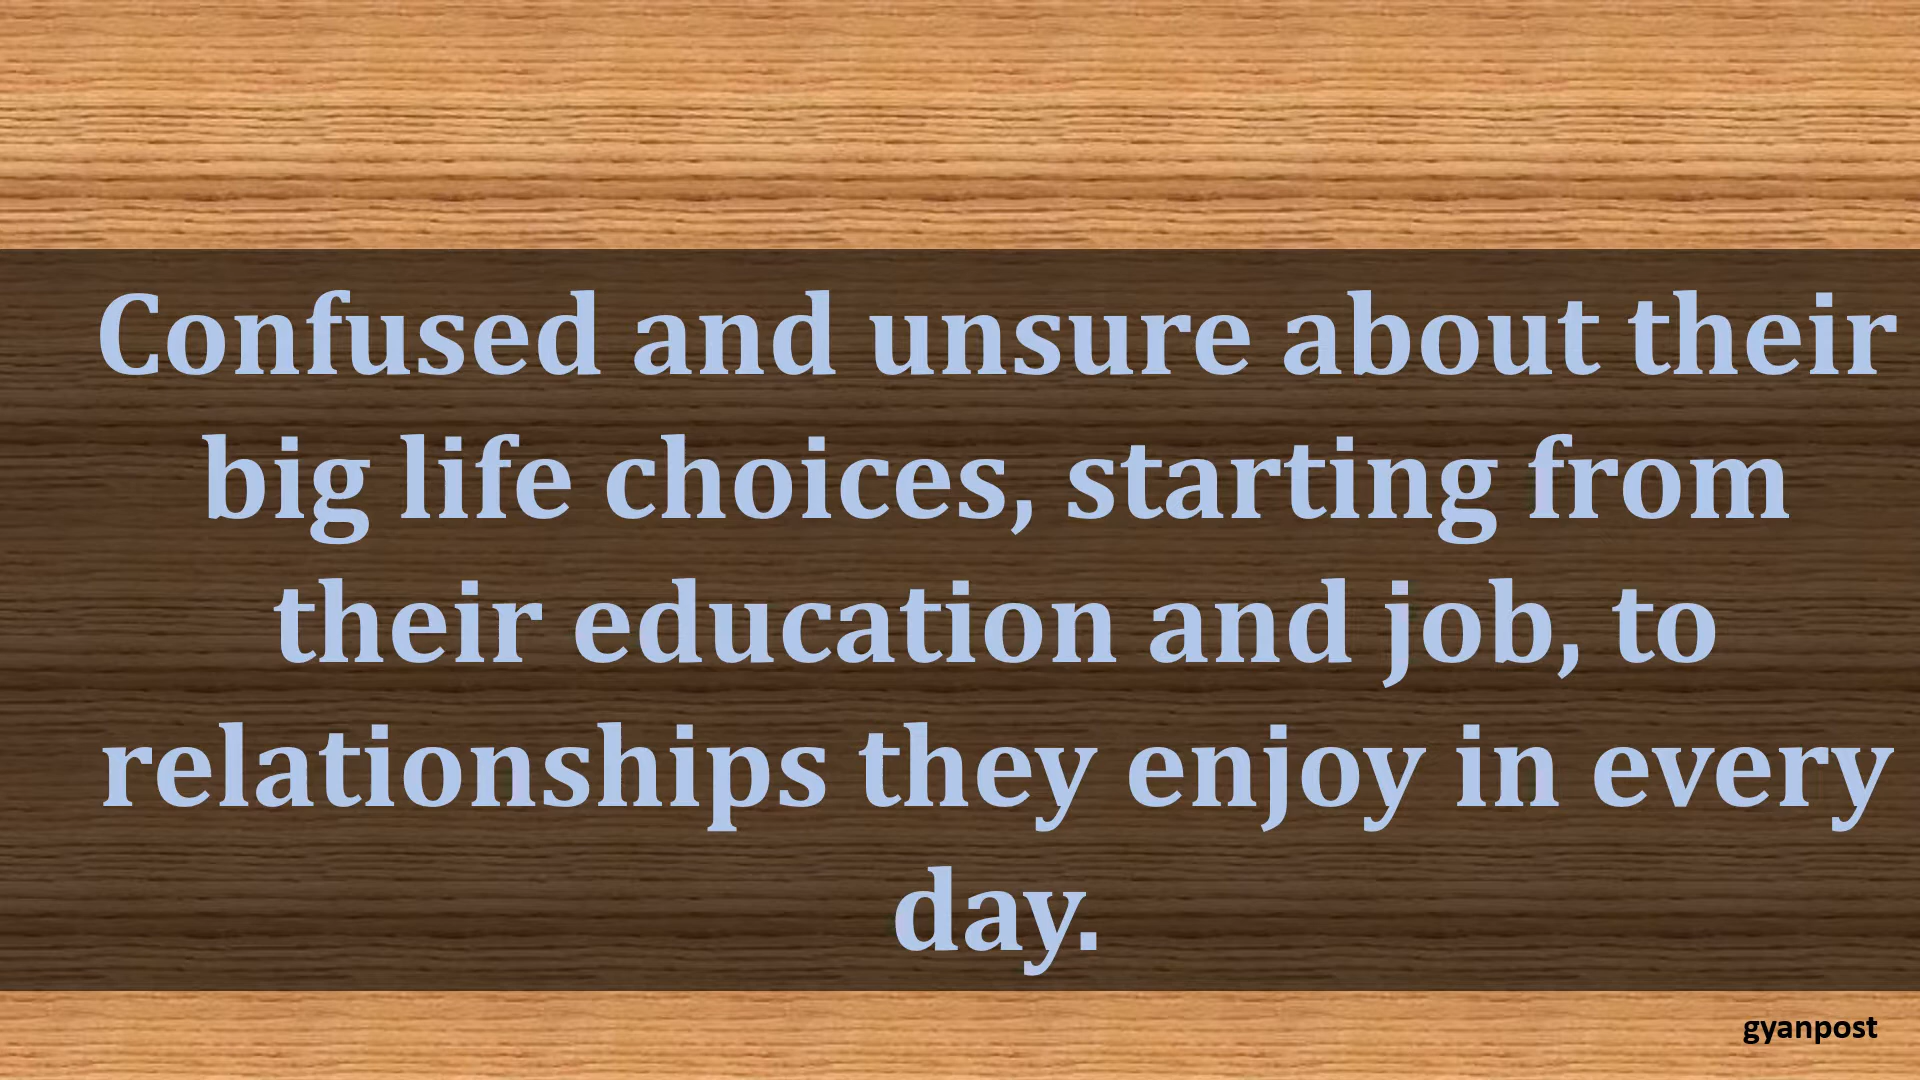 Confused and unsure about their
big life choices, starting from
their education and job, to
relationships they enjoy in every
day.
gyanpost